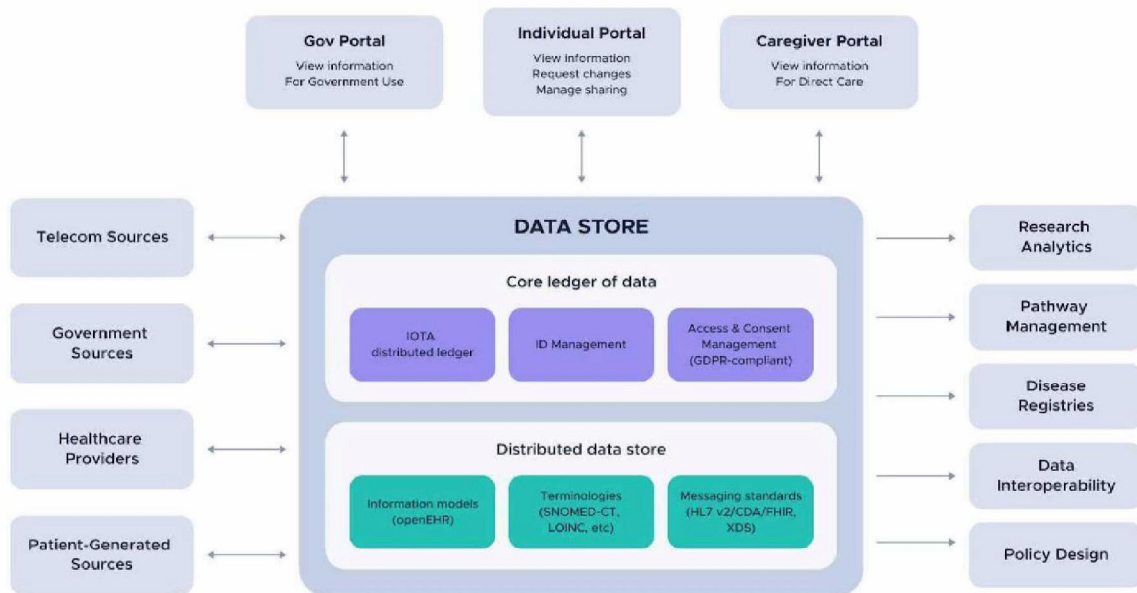 Gov Portal
View information
For Government Use
Individual Portal
View Information
Request changes
Manage sharing
Caregiver Portal
View information
For Direct Care
Telecom Sources
Government
Sources
Healthcare
Providers
Patient-Generated
Sources
DATA STORE
Core ledger of data
IOTA
distributed ledger
ID Management
Access & Consent
Management
(GDPR-compliant)
Distributed data store
Information models
(openEHR)
Terminologies
(SNOMED-CT,
LOINC, etc)
Messaging standards
(HL7 v2/CDA/FHIR,
XDS)
Research
Analytics
Pathway
Management
Disease
Registries
Data
Interoperability
Policy Design